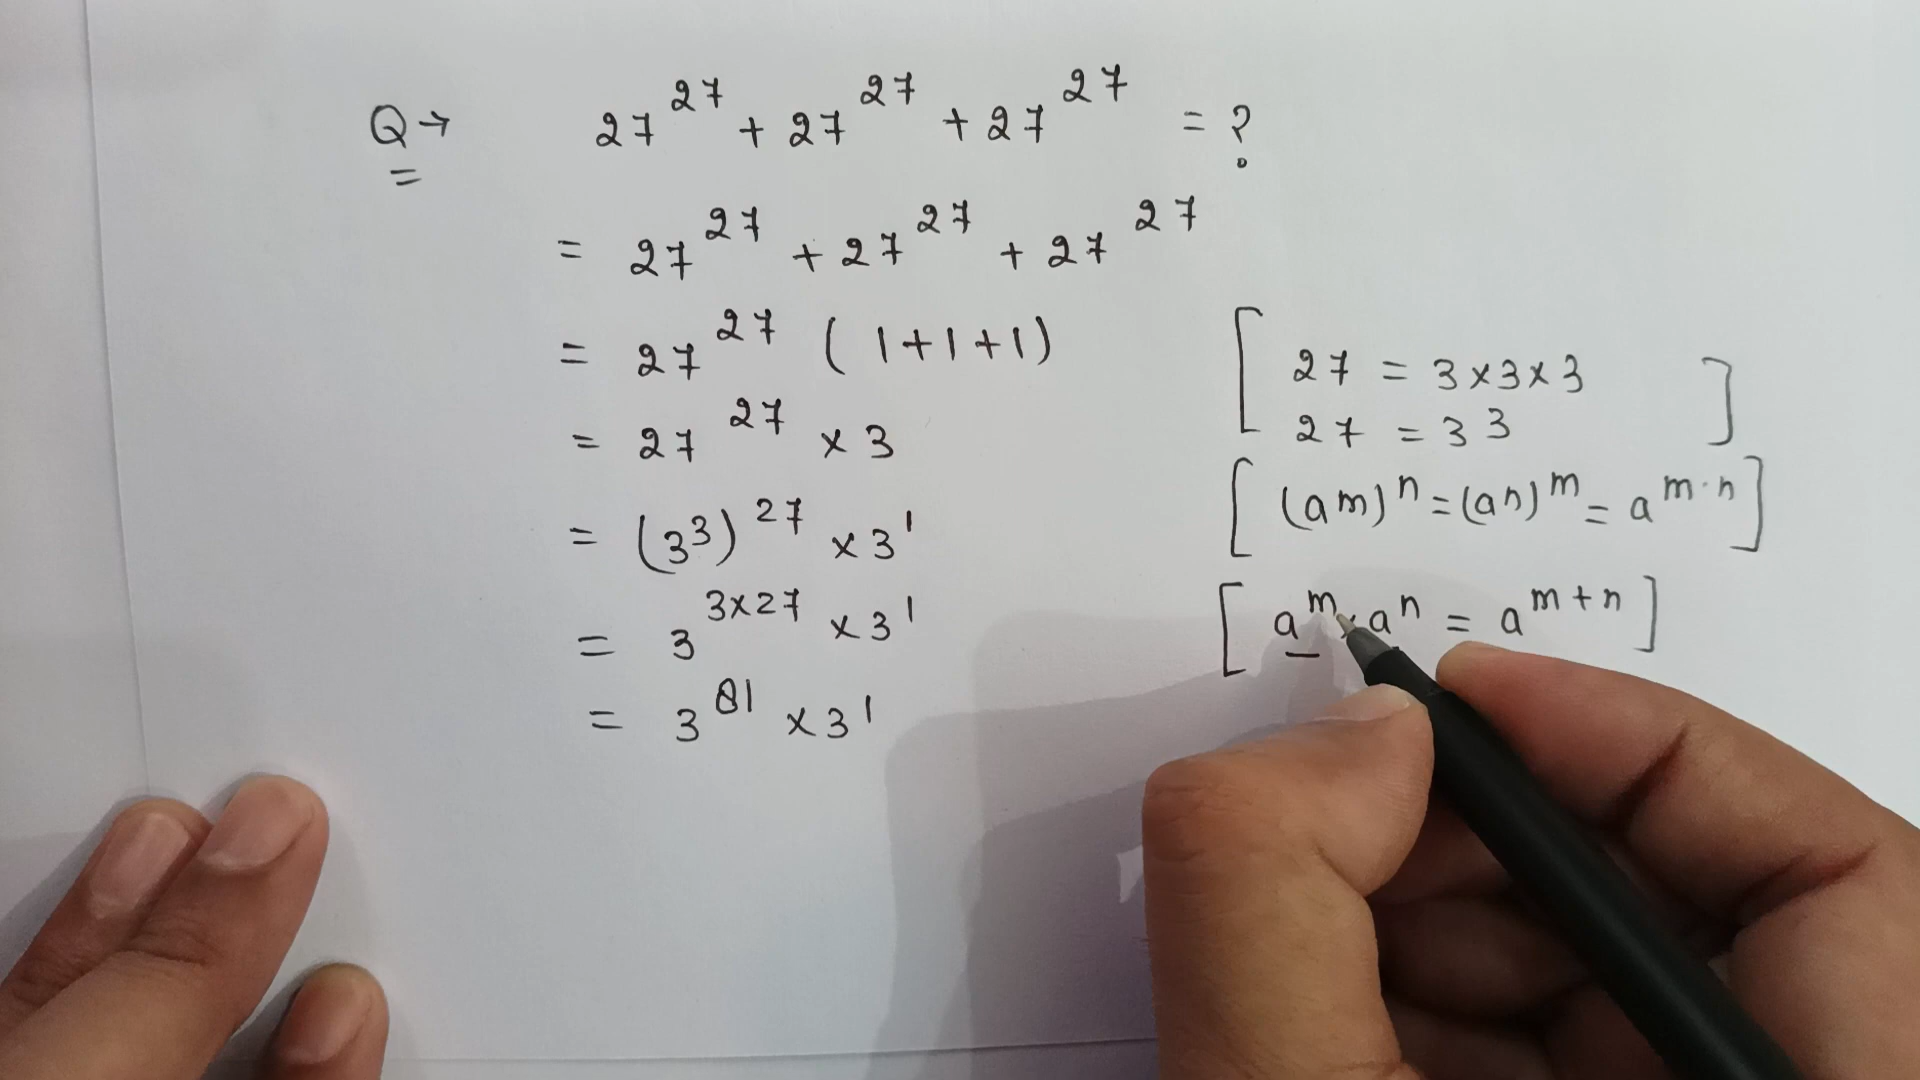 Q→ 27^27 + 27^27 + 27^27 = ?
= 27^27 + 27^27 + 27^27
= 27^27 (1+1+1)
= 27^27 × 3
= (3^3)^27 × 3^1
= 3^3×27 × 3^1
= 3^81 × 3^1
[27 = 3×3×3
27 = 3^3]
[(am)^n = (an)^m = a^m·n]
[a^m × a^n = a^m+n]